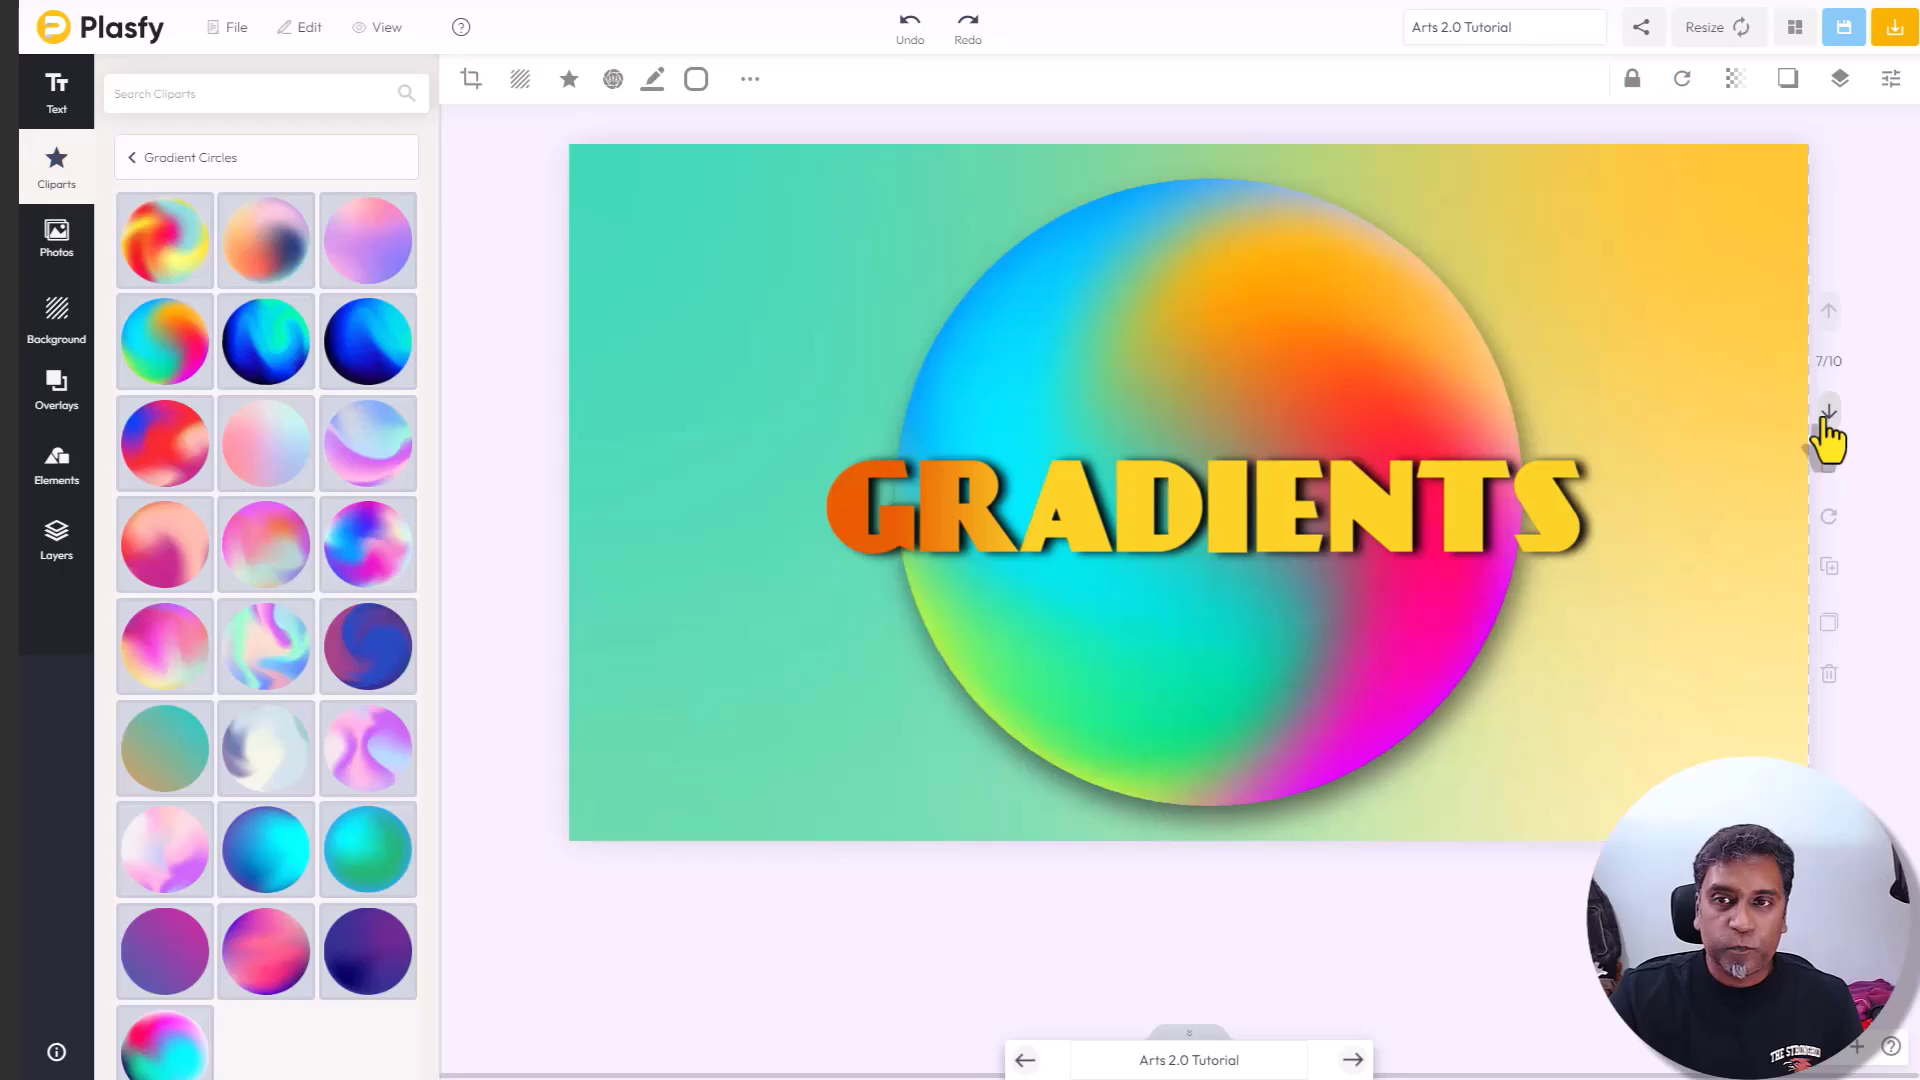 Plasfy
File
Edit
View
Undo
Redo
Arts 2.0 Tutorial
Resize
Text
Cliparts
Photos
Background
Overlays
Elements
Layers
Search Cliparts
Gradient Circles
GRADIENTS
7/10
Arts 2.0 Tutorial